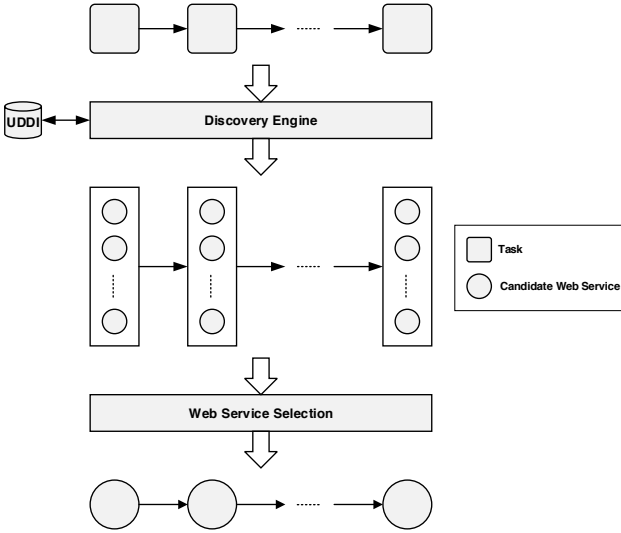 UDDI
Discovery Engine
Task
Candidate Web Service
Web Service Selection